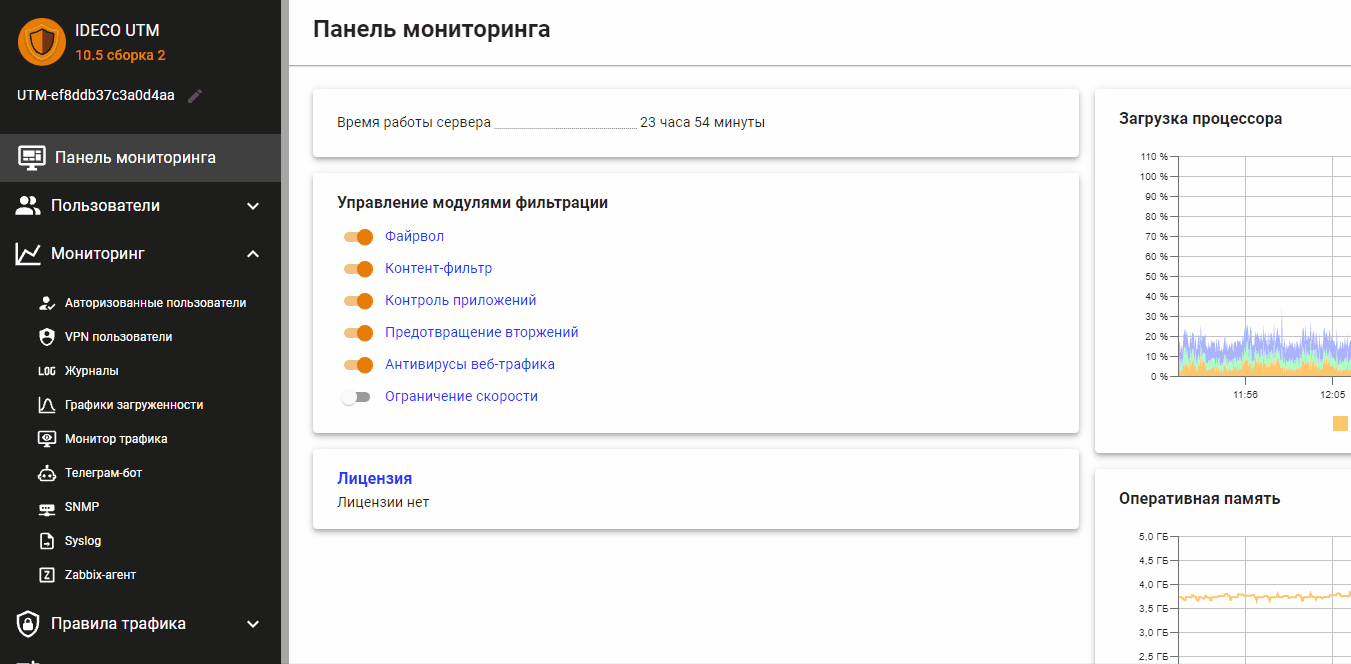 IDECO UTM
10.5 сборка 2
UTM-ef8ddb37c3a0d4aa
Панель мониторинга
Пользователи
Мониторинг
Авторизованные пользователи
VPN пользователи
LOG Журналы
Графики загруженности
Монитор трафика
Телеграм-бот
SNMP
Syslog
Z Zabbix-агент
Правила трафика
Панель мониторинга
Время работы сервера 23 часа 54 минуты
Управление модулями фильтрации
Файрвол
Контент-фильтр
Контроль приложений
Предотвращение вторжений
Антивирусы веб-трафика
Ограничение скорости
Лицензия
Лицензии нет
Загрузка процессора
110 %
100 %
90 %
80 %
70 %
60 %
50 %
40 %
30 %
20 %
10 %
0 %
11:56 12:05
Оперативная память
5,0 ГБ
4,5 ГБ
4,0 ГБ
3,5 ГБ
3,0 ГБ
2,5 ГБ